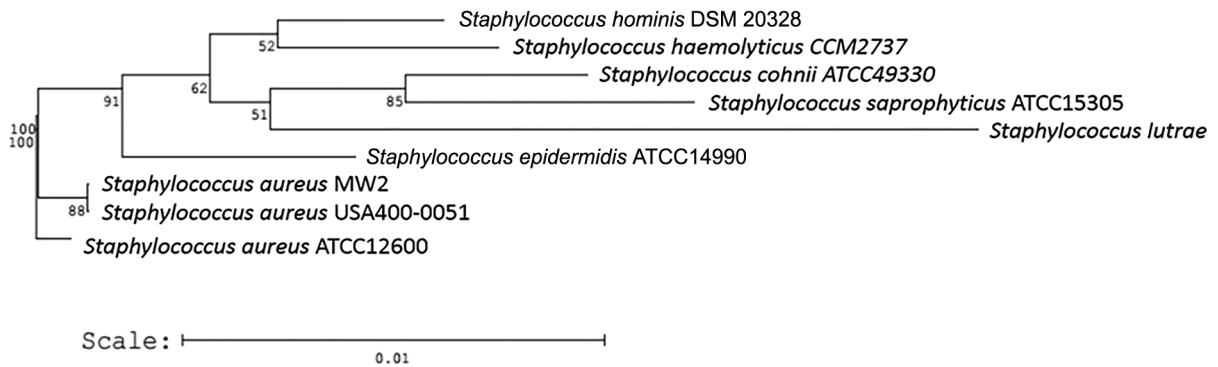 Staphylococcus hominis DSM 20328
52
Staphylococcus haemolyticus CCM2737
Staphylococcus cohnii ATCC49330
62
91
85
Staphylococcus saprophyticus ATCC15305
51
100
Staphylococcus lutrae
100
Staphylococcus epidermidis ATCC14990
Staphylococcus aureus MW2
88
Staphylococcus aureus USA400-0051
Staphylococcus aureus ATCC12600
Scale:
0.01